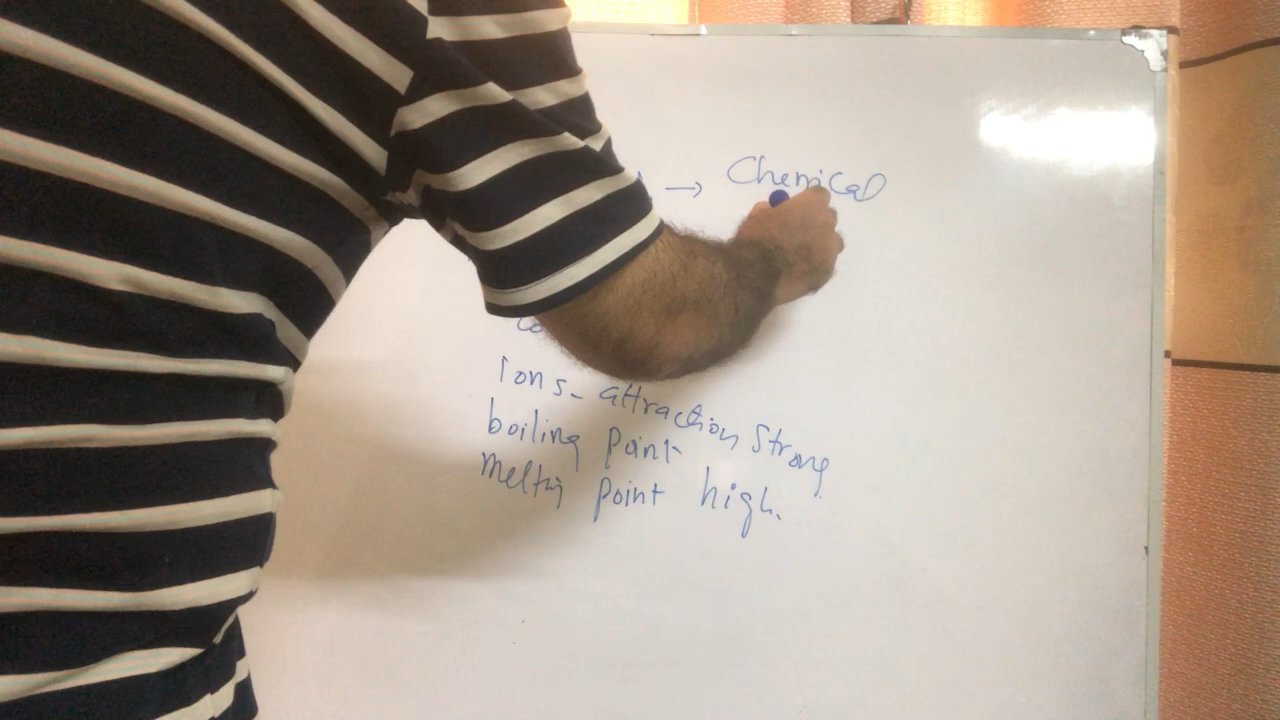 → Chemical
Ions - attraction strong
boiling point
Melting point high.